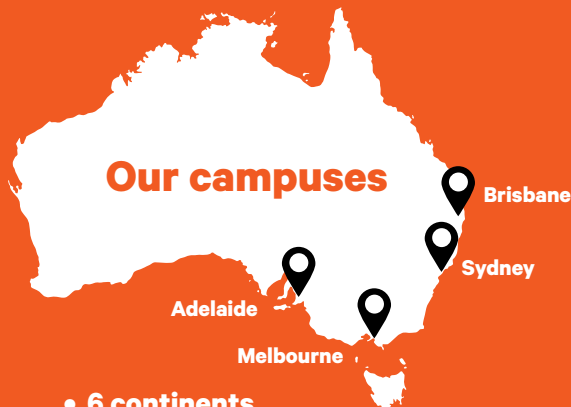 Our campuses
Brisbane
Sydney
Adelaide
Melbourne
• 6 continents